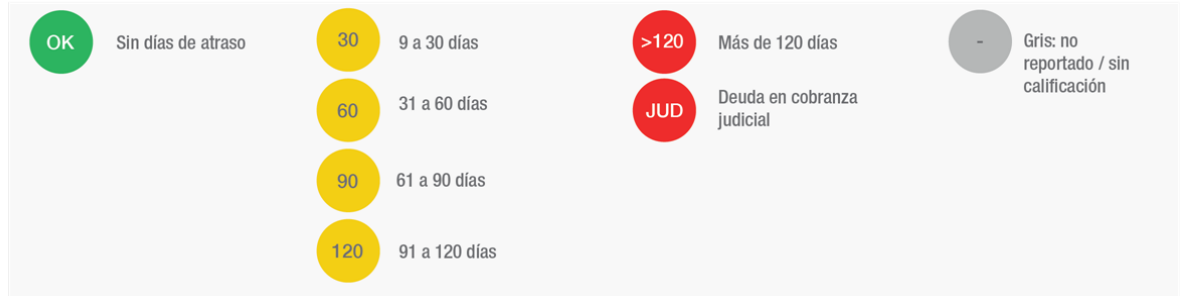 OK
Sin días de atraso
30
9 a 30 días
60
31 a 60 días
90
61 a 90 días
120
91 a 120 días
>120
Más de 120 días
JUD
Deuda en cobranza
judicial
-
Gris: no
reportado / sin
calificación